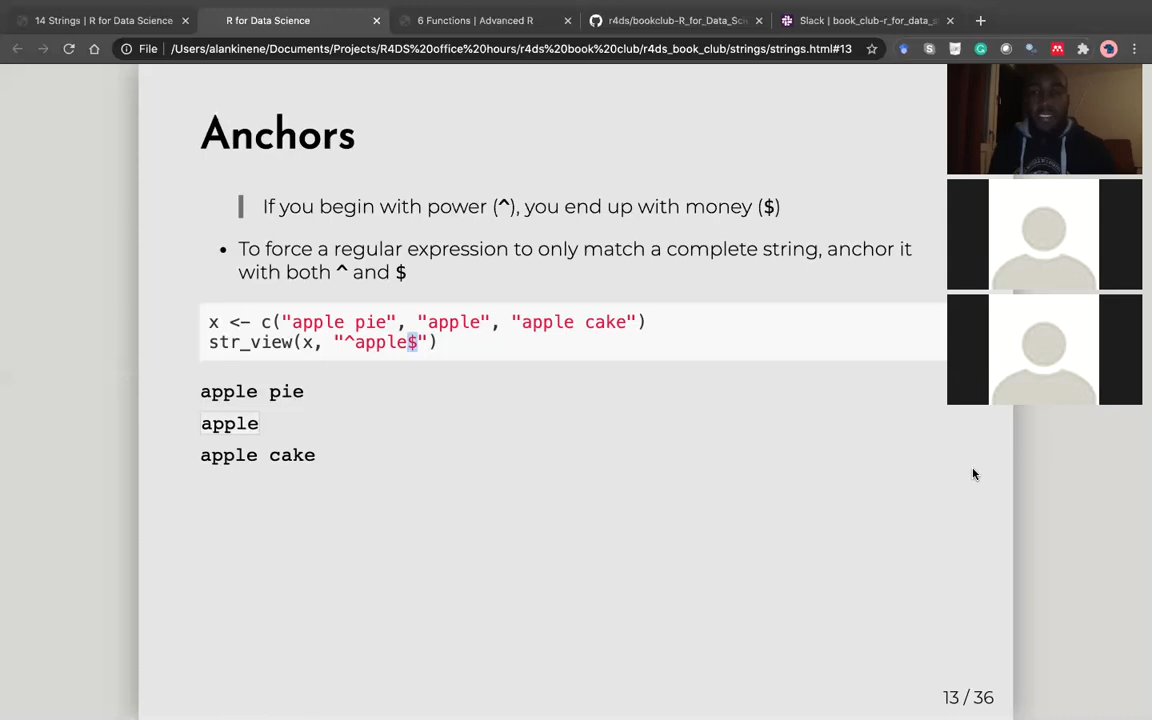 14 Strings | R for Data Science
R for Data Science
6 Functions | Advanced R
r4ds/bookclub-R_for_Data_Sci
Slack | book_club-r_for_data_s
File
/Users/alankinene/Documents/Projects/R4DS%20office%20hours/r4ds%20book%20club/r4ds_book_club/strings/strings.html#13
Anchors
If you begin with power (^), you end up with money ($)
• To force a regular expression to only match a complete string, anchor it
with both ^ and $
x <- c("apple pie", "apple", "apple cake")
str_view(x, "^apple$")
apple pie
apple
apple cake
13 / 36